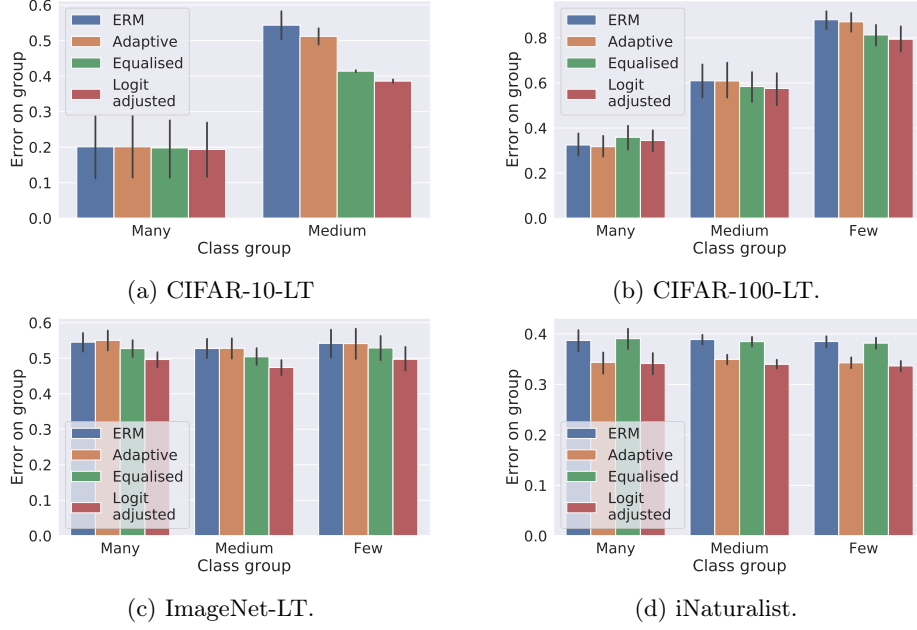 0.6
0.5
0.4
0.3
0.2
0.1
0.0
Error on group
ERM
Adaptive
Equalised
Logit
adjusted
Many
Medium
Class group
(a) CIFAR-10-LT
0.8
0.6
0.4
0.2
0.0
Error on group
ERM
Adaptive
Equalised
Logit
adjusted
Many
Medium
Few
Class group
(b) CIFAR-100-LT.
0.6
0.5
0.4
0.3
0.2
0.1
0.0
Error on group
ERM
Adaptive
Equalised
Logit
adjusted
Many
Medium
Few
Class group
(c) ImageNet-LT.
0.4
0.3
0.2
0.1
0.0
Error on group
ERM
Adaptive
Equalised
Logit
adjusted
Many
Medium
Few
Class group
(d) iNaturalist.